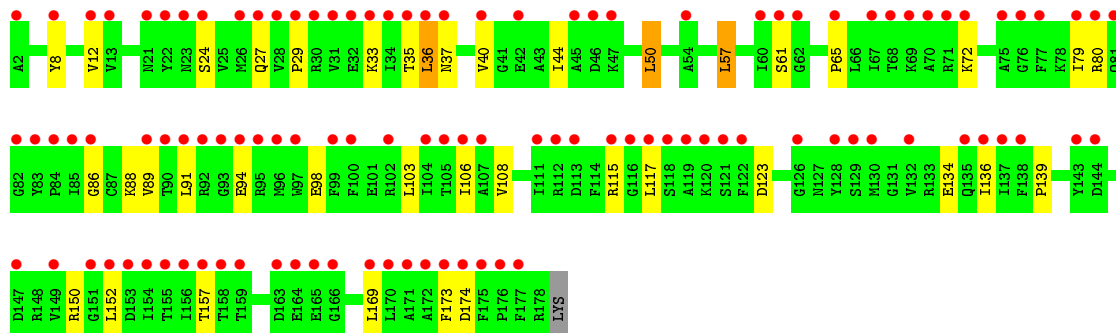 A2 Y8 V12 V13 N21 Y22 N23 S24 V25 M26 Q27 V28 P29 R30 V31 E32 K33 I34 T35 L36 N37 V40 G41 E42 A43 I44 A45 D46 K47 L50 A54 L57 I60 S61 G62 P65 L66 I67 T68 K69 A70 R71 K72 A75 G76 F77 K78 I79 R80 Q81
G82 Y83 P84 I85 G86 C87 K88 V89 T90 L91 R92 G93 E94 R95 M96 W97 E98 F99 F100 E101 R102 L103 I104 T105 I106 A107 V108 I111 R112 D113 F114 R115 G116 L117 S118 A119 K120 S121 F122 D123 G126 N127 Y128 S129 M130 G131 V132 R133 E134 Q135 I136 I137 F138 P139 Y143 D144
D147 R148 V149 R150 G151 L152 D153 I154 T155 I156 T157 T158 T159 D163 E164 E165 G166 L169 L170 A171 A172 F173 D174 F175 P176 F177 R178 LYS